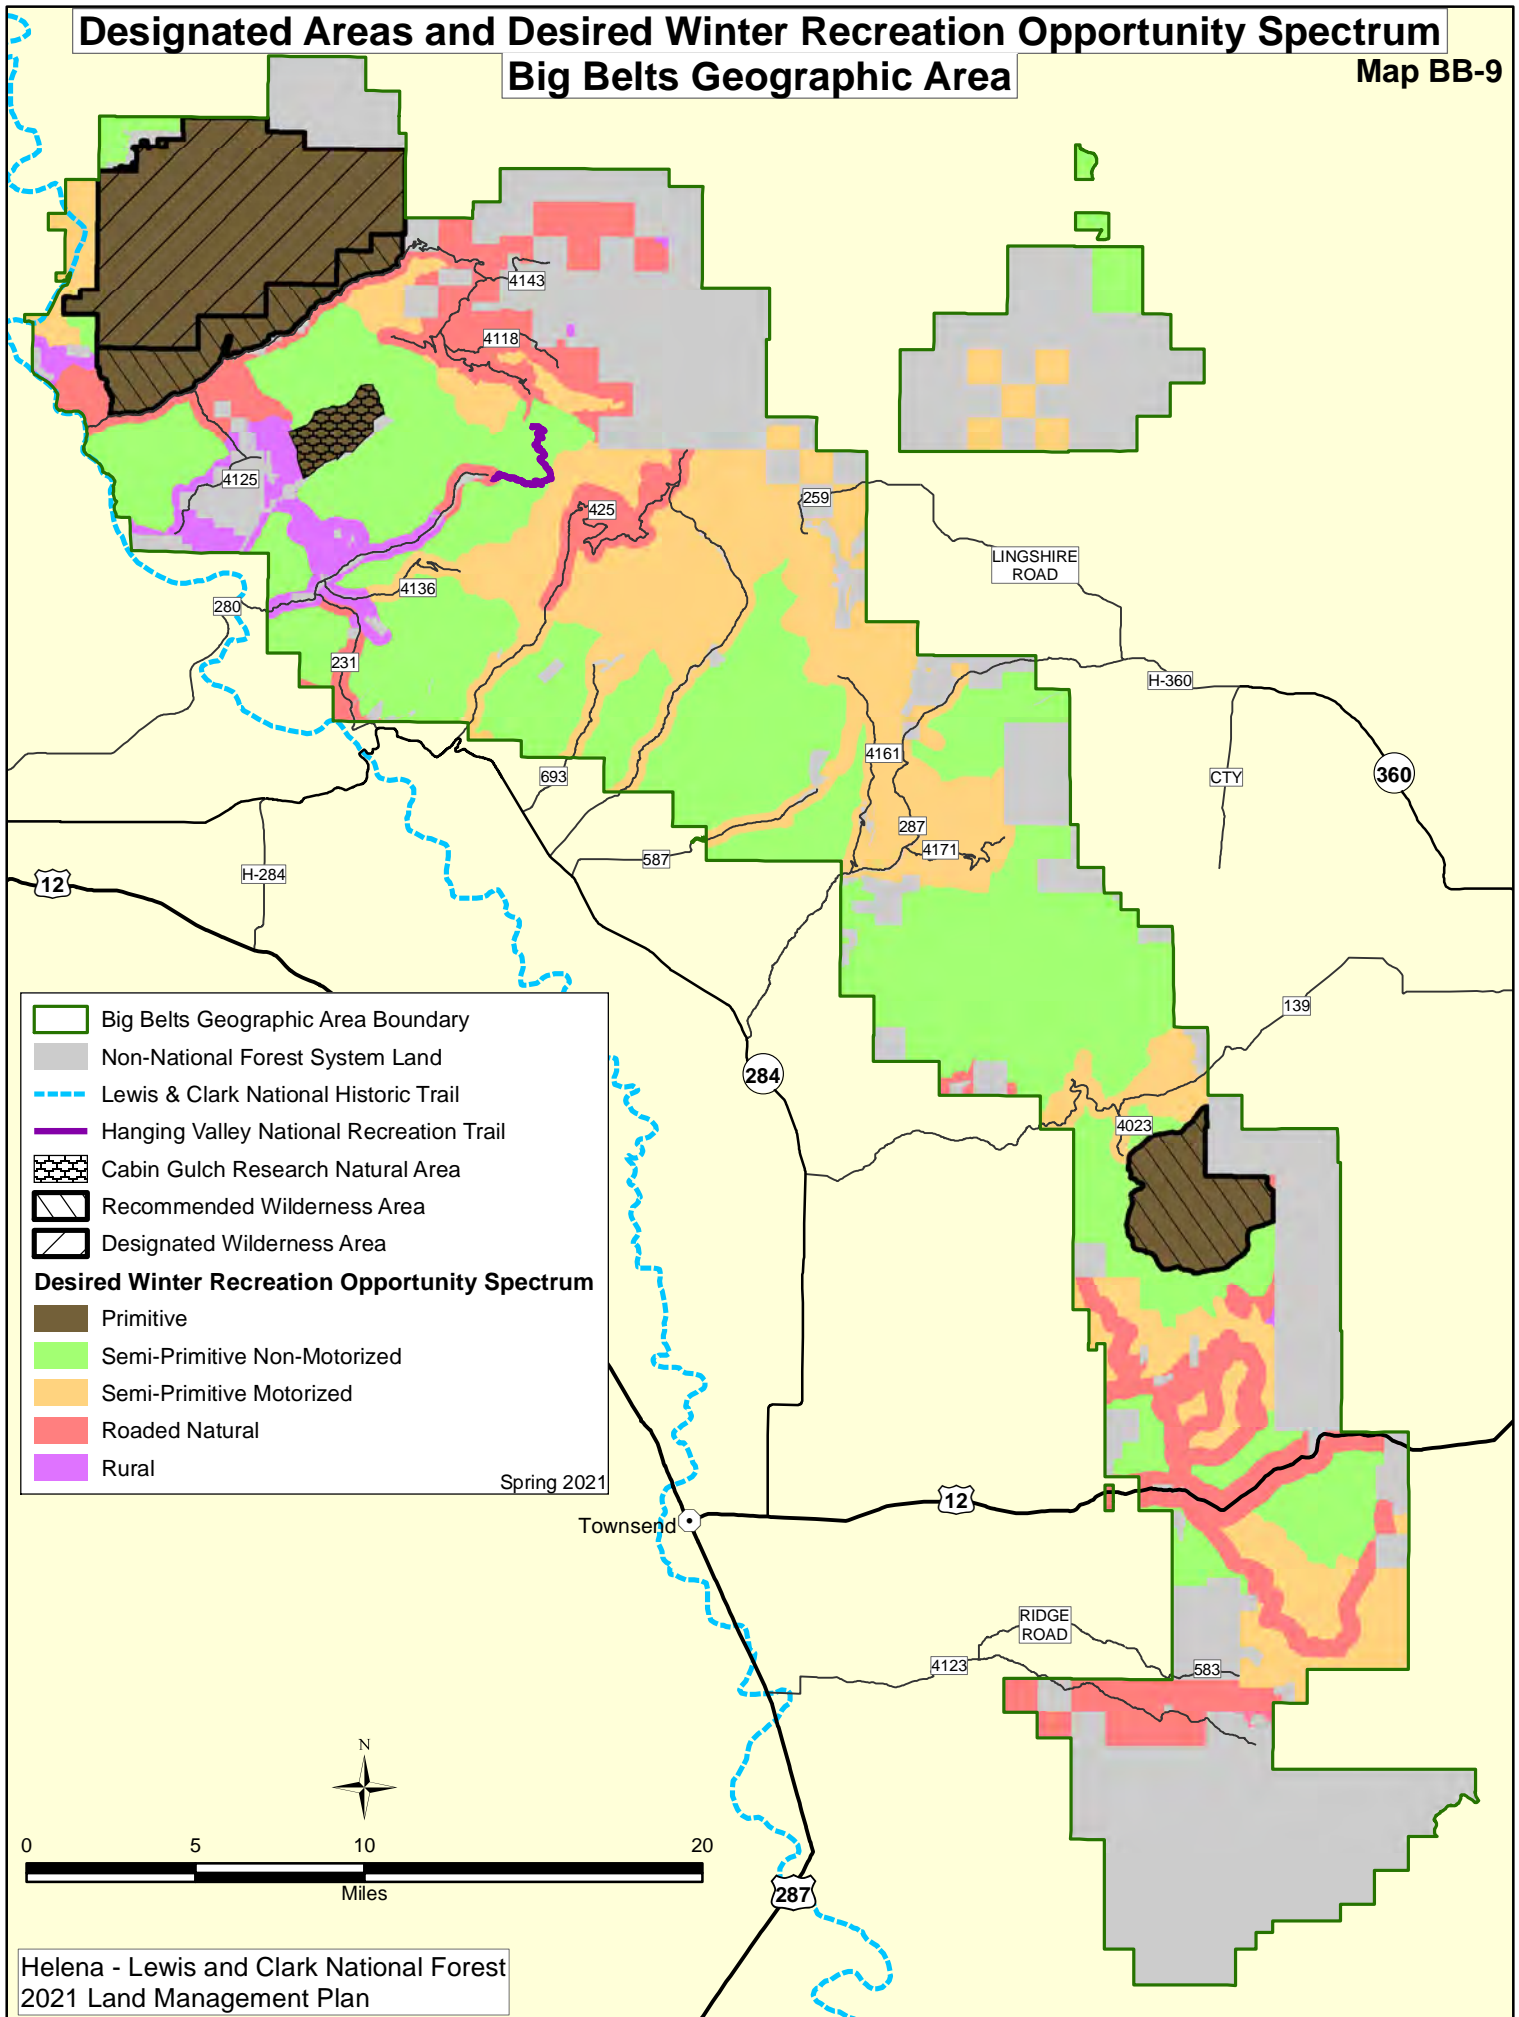 Designated Areas and Desired Winter Recreation Opportunity Spectrum
Big Belts Geographic Area
Map BB-9
4143
4118
4125
425
259
LINGSHIRE
ROAD
4136
280
231
H-360
4161
693
CTY
360
287
4171
587
H-284
12
139
284
4023
Big Belts Geographic Area Boundary
Non-National Forest System Land
Lewis & Clark National Historic Trail
Hanging Valley National Recreation Trail
Cabin Gulch Research Natural Area
Recommended Wilderness Area
Designated Wilderness Area
Desired Winter Recreation Opportunity Spectrum
Primitive
Semi-Primitive Non-Motorized
Semi-Primitive Motorized
Roaded Natural
Rural
Spring 2021
12
Townsend
RIDGE
ROAD
4123
583
N
0 5 10 20
Miles
287
Helena - Lewis and Clark National Forest
2021 Land Management Plan